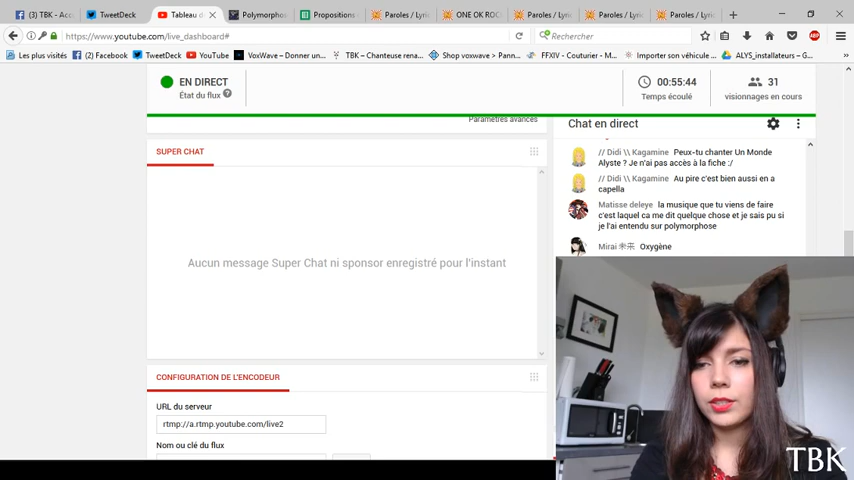 (3) TBK - Acc
TweetDeck
Tableau d
Polymorphos
Propositions
Paroles / Lyric
ONE OK ROC
Paroles / Lyric
Paroles / Lyric
Paroles / Lyric
https://www.youtube.com/live_dashboard#
Rechercher
ABP
Les plus visités
(2) Facebook
TweetDeck
YouTube
VoxWave – Donner un...
TBK – Chanteuse rena...
Shop voxwave > Pann...
FFXIV - Couturier - M...
Importer son véhicule ...
ALYS_installateurs – G...
EN DIRECT
État du flux
00:55:44
Temps écoulé
31
visionnages en cours
Paramètres avancés
Chat en direct
SUPER CHAT
Aucun message Super Chat ni sponsor enregistré pour l'instant
// Didi \\ Kagamine Peux-tu chanter Un Monde
Alyste ? Je n'ai pas accès à la fiche :/
// Didi \\ Kagamine Au pire c'est bien aussi en a
capella
Matisse deleye la musique que tu viens de faire
c'est laquel ca me dit quelque chose et je sais pu si
je l'ai entendu sur polymorphose
Mirai 未来 Oxygène
CONFIGURATION DE L'ENCODEUR
URL du serveur
rtmp://a.rtmp.youtube.com/live2
Nom ou clé du flux
TBK